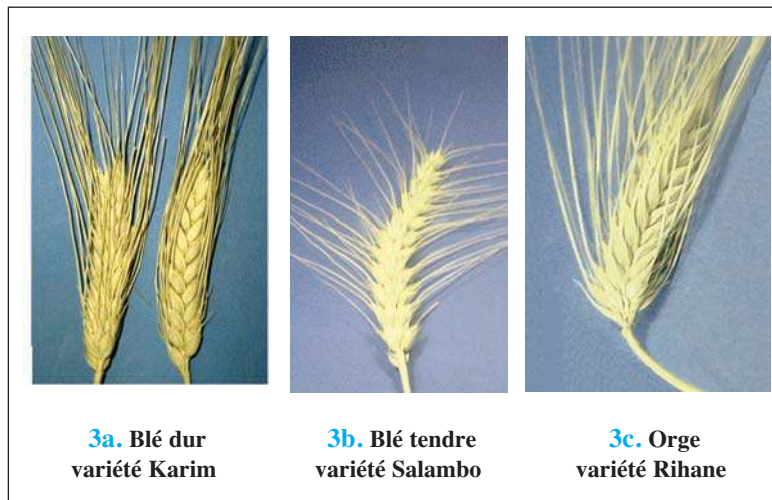 3a. Blé dur
variété Karim
3b. Blé tendre
variété Salambo
3c. Orge
variété Rihane